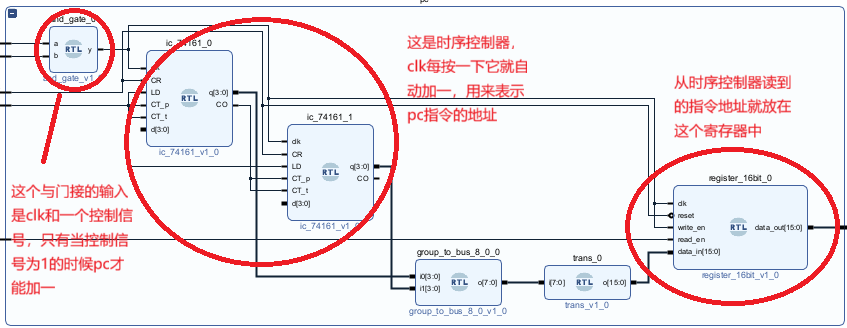 pc
nd_gate_0
a
b
y
RTL
nd_gate_v1
ic_74161_0
CR
LD
CT_p
CT_t
d[3:0]
q[3:0]
CO
RTL
ic_74161_v1_0
ic_74161_1
clk
CR
LD
CT_p
CT_t
d[3:0]
q[3:0]
CO
RTL
ic_74161_v1_0
这是时序控制器，
clk每按一下它就自
动加一，用来表示
pc指令的地址
从时序控制器读到
的指令地址就放在
这个寄存器中
这个与门接的输入
是clk和一个控制信
号，只有当控制信
号为1的时候pc才
能加一
group_to_bus_8_0_0
i0[3:0]
i1[3:0]
o[7:0]
RTL
group_to_bus_8_0_v1_0
trans_0
i[7:0]
o[15:0]
RTL
trans_v1_0
register_16bit_0
clk
reset
write_en
read_en
data_in[15:0]
data_out[15:0]
RTL
register_16bit_v1_0